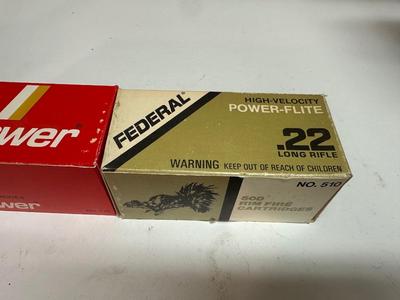 wer
FEDERAL
HIGH-VELOCITY
POWER-FLITE
.22
LONG RIFLE
WARNING KEEP OUT OF REACH OF CHILDREN
NO. 510
500
RIM FIRE
CARTRIDGES